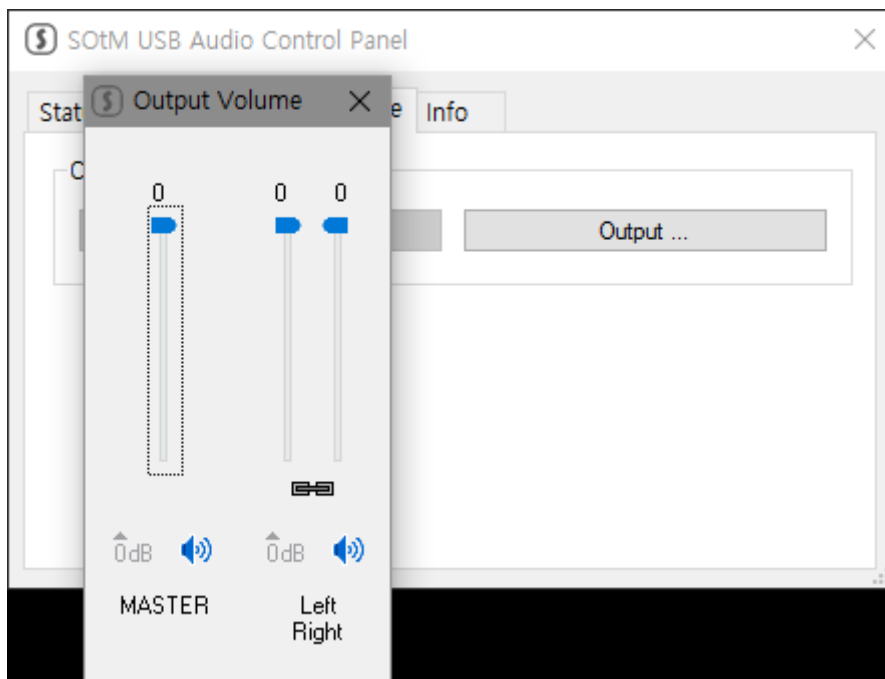 SOtM USB Audio Control Panel
Output Volume
Stat
e
Info
C
0
0
0
Output ...
0dB
0dB
MASTER
Left
Right